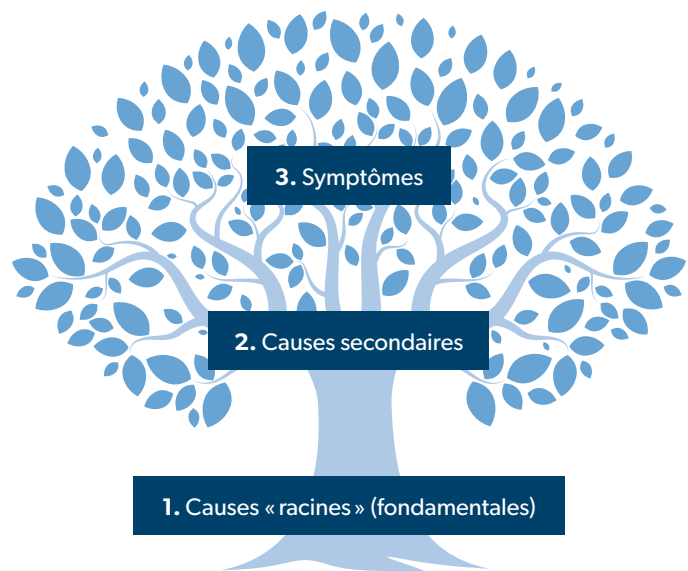 3. Symptômes
2. Causes secondaires
1. Causes « racines » (fondamentales)